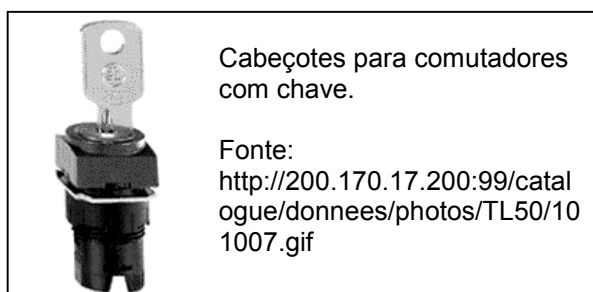 Cabeçotes para comutadores
com chave.
Fonte:
http://200.170.17.200:99/catal
ogue/donnees/photos/TL50/10
1007.gif